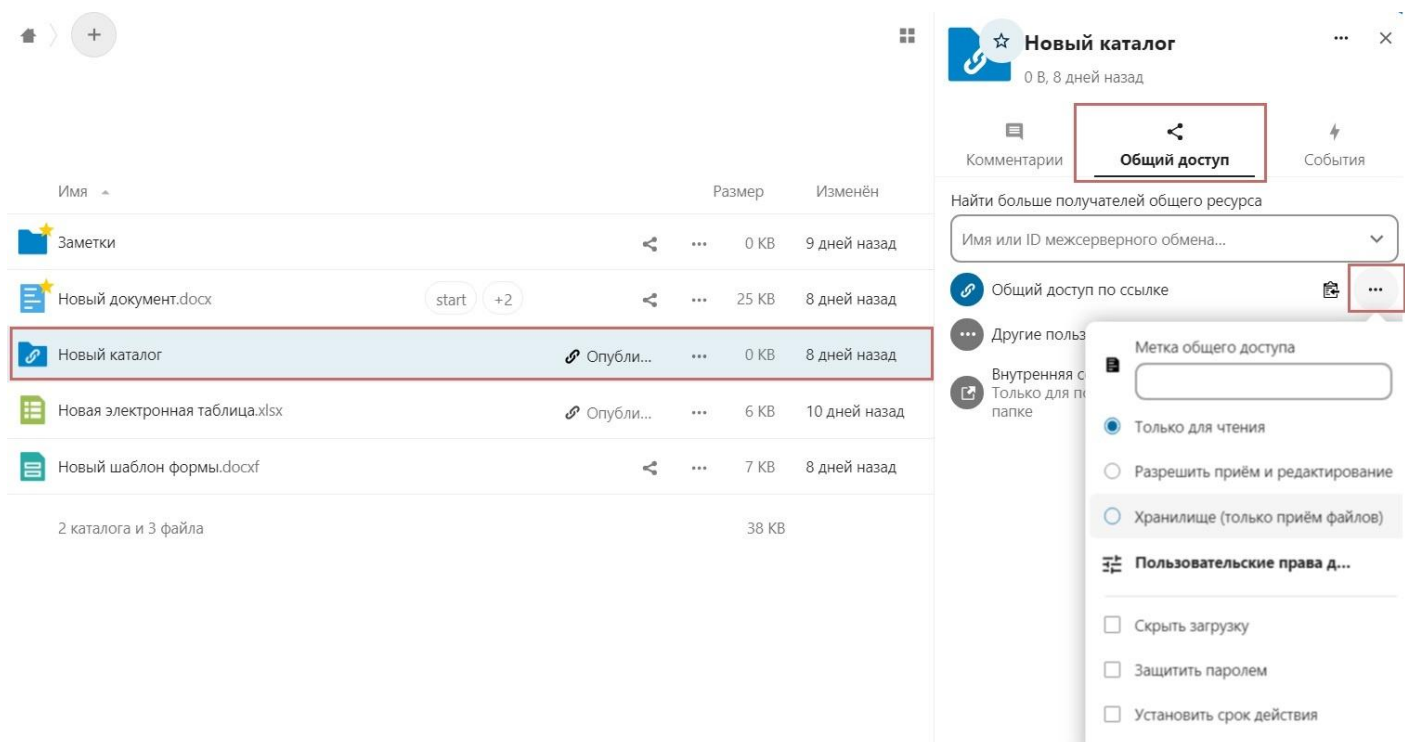 Имя
Размер
Изменён
Заметки
0 KB
9 дней назад
Новый документ.docx
start
+2
25 KB
8 дней назад
Новый каталог
Опубли...
0 KB
8 дней назад
Новая электронная таблица.xlsx
Опубли...
6 KB
10 дней назад
Новый шаблон формы.docxf
7 KB
8 дней назад
2 каталога и 3 файла
38 KB
Новый каталог
0 B, 8 дней назад
Комментарии
Общий доступ
События
Найти больше получателей общего ресурса
Имя или ID межсерверного обмена...
Общий доступ по ссылке
Другие польз
Внутренняя с
Только для п
папке
Метка общего доступа
Только для чтения
Разрешить приём и редактирование
Хранилище (только приём файлов)
Пользовательские права д...
Скрыть загрузку
Защитить паролем
Установить срок действия